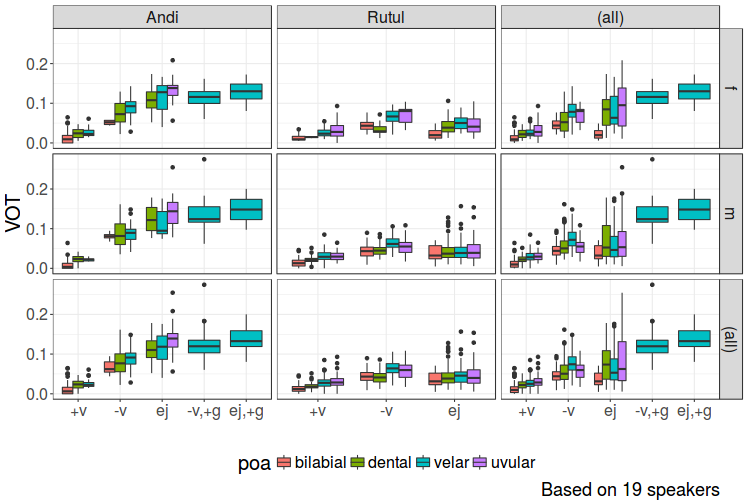 Andi Rutul (all)
VOT
0.2
0.1
0.0
f
0.2
0.1
0.0
m
0.2
0.1
0.0
(all)
+v -v ej -v,+g ej,+g +v -v ej +v -v ej -v,+g ej,+g
poa bilabial dental velar uvular
Based on 19 speakers